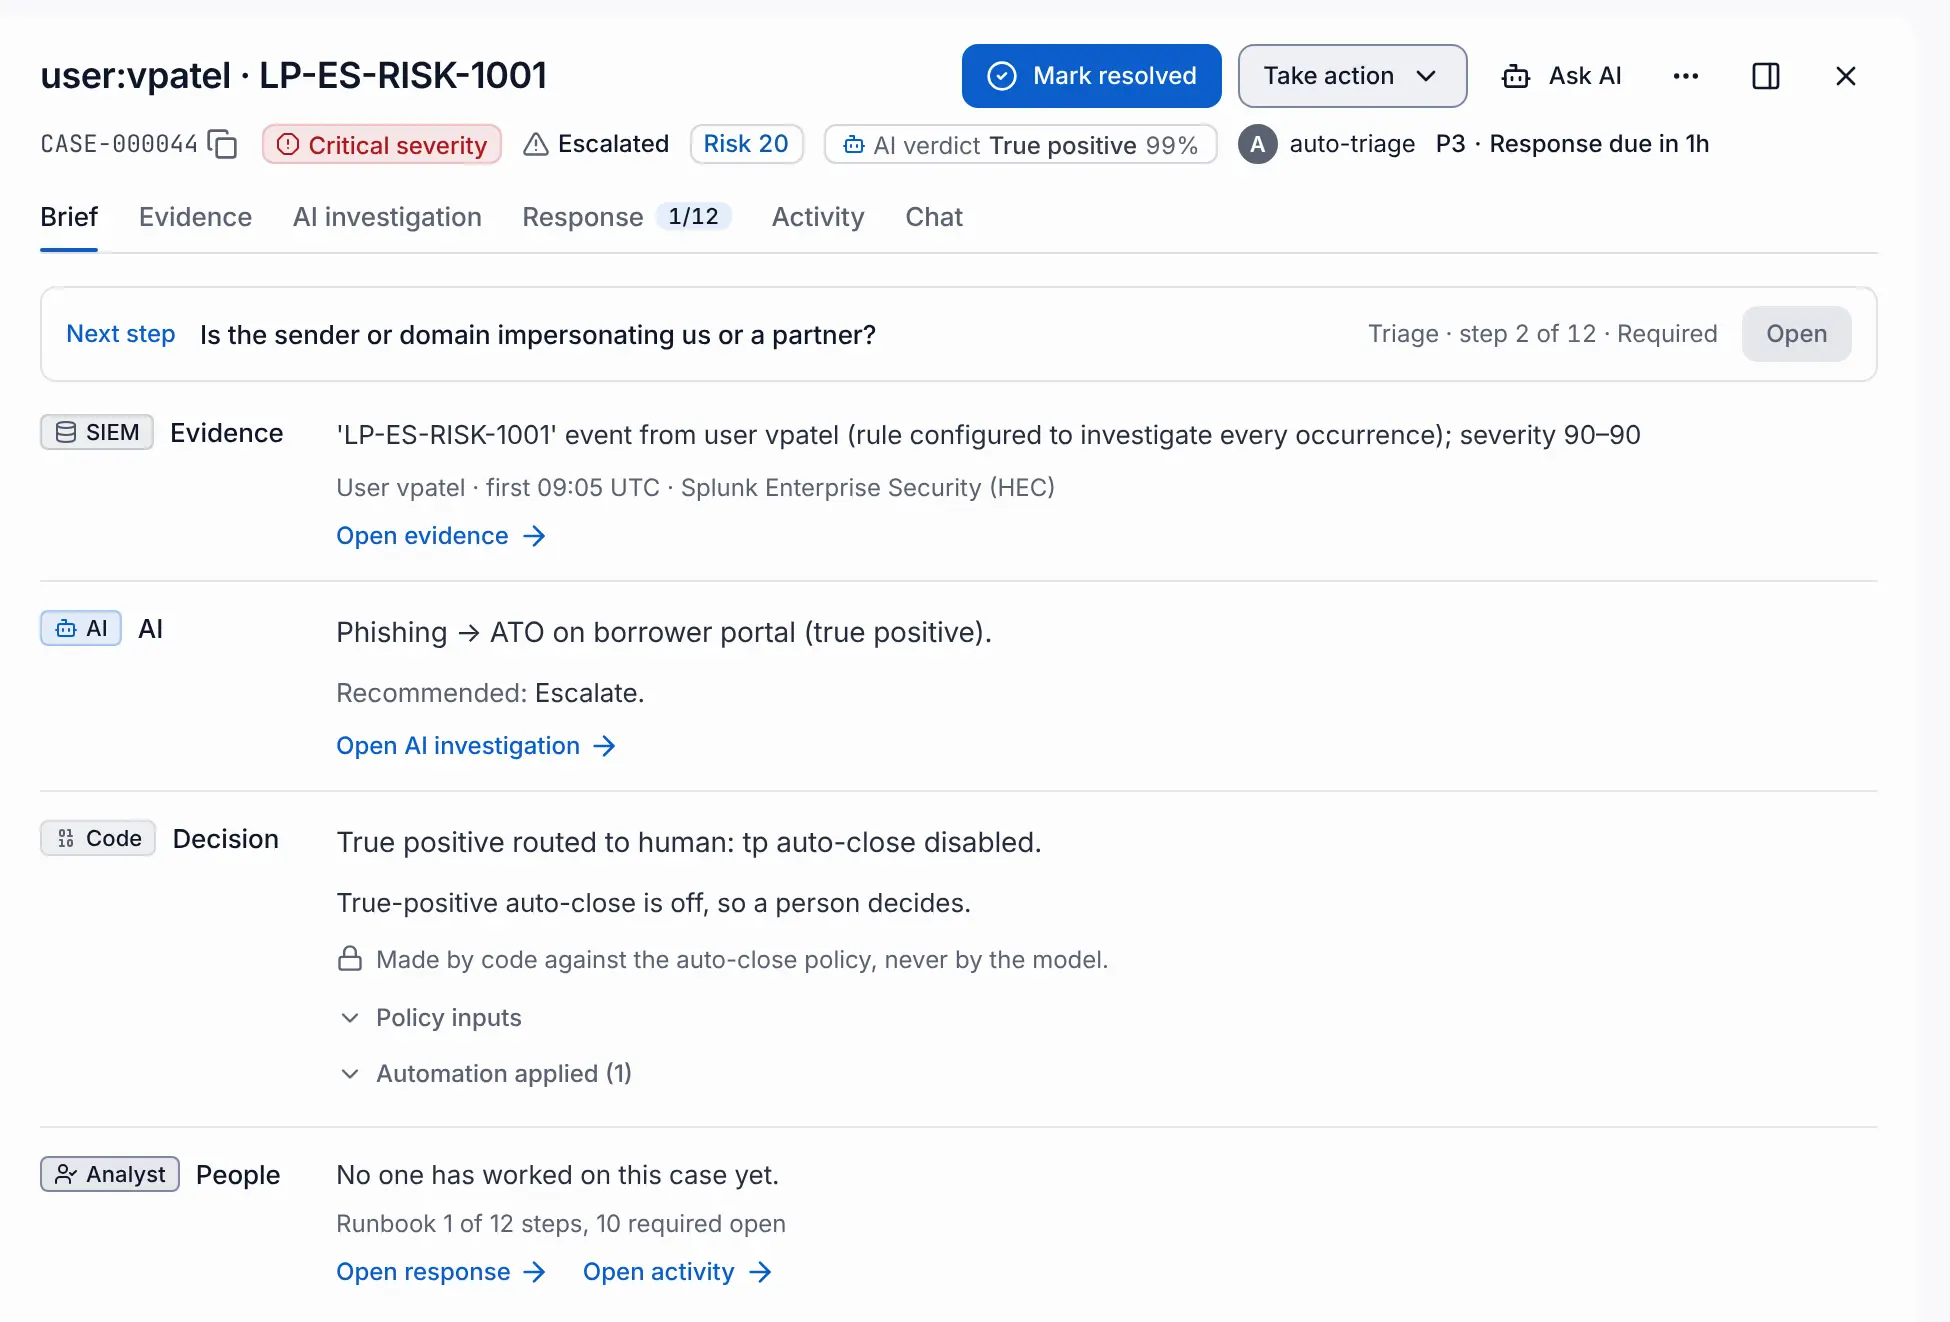 user:vpatel · LP-ES-RISK-1001
Mark resolved
Take action
Ask AI
CASE-000044
Critical severity
Escalated
Risk 20
AI verdict True positive 99%
A auto-triage
P3 · Response due in 1h
Brief
Evidence
AI investigation
Response 1/12
Activity
Chat
Next step
Is the sender or domain impersonating us or a partner?
Triage · step 2 of 12 · Required
Open
SIEM Evidence
'LP-ES-RISK-1001' event from user vpatel (rule configured to investigate every occurrence); severity 90–90
User vpatel · first 09:05 UTC · Splunk Enterprise Security (HEC)
Open evidence →
AI AI
Phishing → ATO on borrower portal (true positive).
Recommended: Escalate.
Open AI investigation →
Code Decision
True positive routed to human: tp auto-close disabled.
True-positive auto-close is off, so a person decides.
Made by code against the auto-close policy, never by the model.
Policy inputs
Automation applied (1)
Analyst People
No one has worked on this case yet.
Runbook 1 of 12 steps, 10 required open
Open response → Open activity →